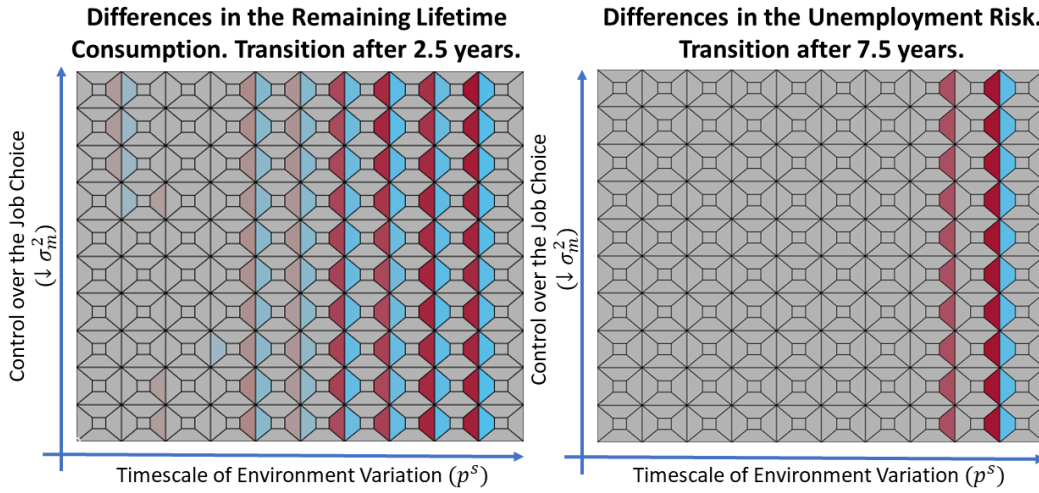 Differences in the Remaining Lifetime
Consumption. Transition after 2.5 years.
Control over the Job Choice
(↓ σ²ₘ)
Timescale of Environment Variation (pˢ)
Differences in the Unemployment Risk.
Transition after 7.5 years.
Control over the Job Choice
(↓ σ²ₘ)
Timescale of Environment Variation (pˢ)